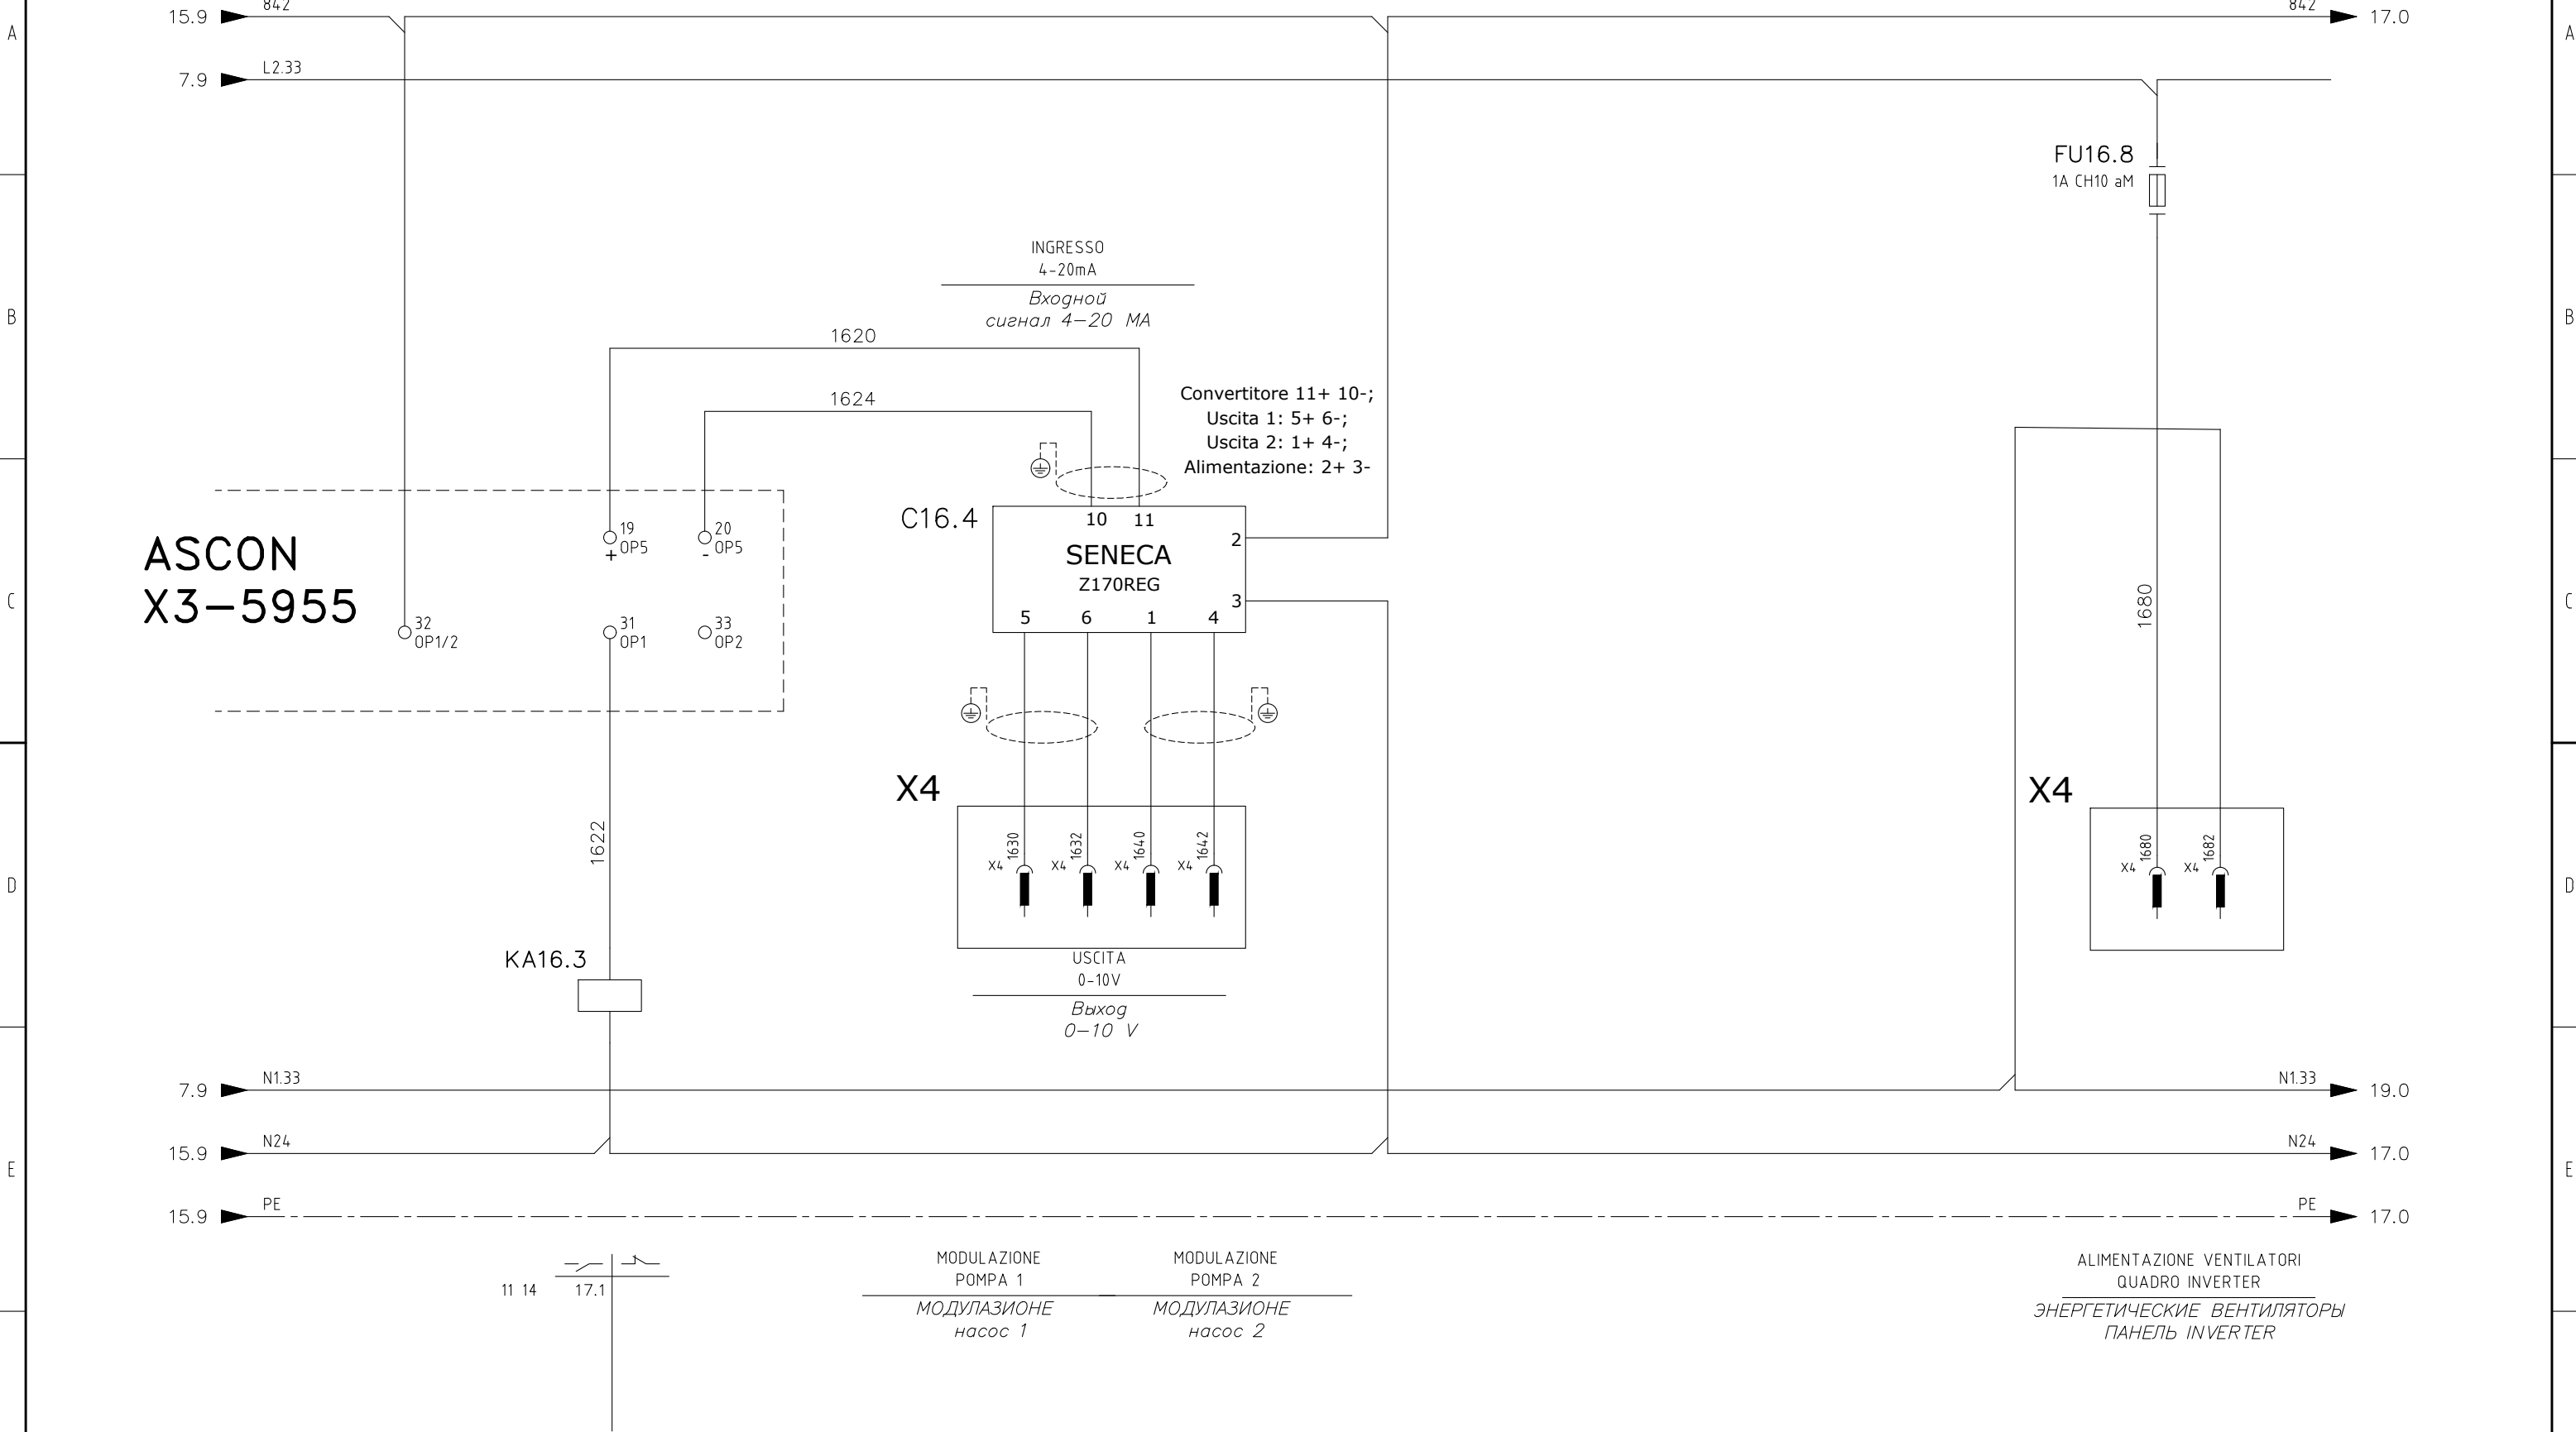 842
842
15.9
17.0
A
A
L2.33
7.9
FU16.8
1A CH10 aM
INGRESSO
4-20mA
Входной
сигнал 4-20 МА
B
B
1620
1624
Convertitore 11+ 10-;
Uscita 1: 5+ 6-;
Uscita 2: 1+ 4-;
Alimentazione: 2+ 3-
C16.4
10 11
2
SENECA
Z170REG
3
5 6 1 4
ASCON
X3-5955
19
OP5
+
20
OP5
-
32
OP1/2
31
OP1
33
OP2
C
C
1680
X4
X4
1622
X4 1630
X4 1632
X4 1640
X4 1642
X4 1680
X4 1682
D
D
KA16.3
USCITA
0-10V
Выход
0-10 V
N1.33
N1.33
7.9
19.0
N24
N24
15.9
17.0
E
E
PE
PE
15.9
17.0
11 14
17.1
MODULAZIONE
POMPA 1
МОДУЛАЗИОНЕ
насос 1
MODULAZIONE
POMPA 2
МОДУЛАЗИОНЕ
насос 2
ALIMENTAZIONE VENTILATORI
QUADRO INVERTER
ЭНЕРГЕТИЧЕСКИЕ ВЕНТИЛЯТОРЫ
ПАНЕЛЬ INVERTER